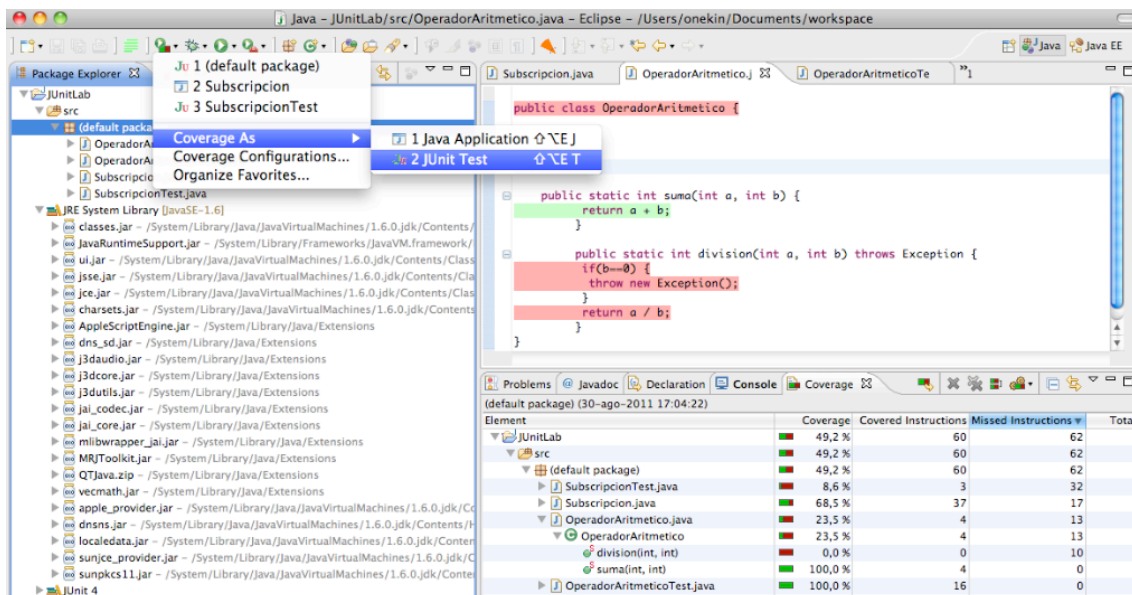 Java - JUnitLab/src/OperadorAritmetico.java - Eclipse - /Users/onekin/Documents/workspace
Java
Java EE
Package Explorer
JUnitLab
src
(default packa
OperadorA
OperadorA
Subscripcio
SubscripcionTest.java
JRE System Library [JavaSE-1.6]
classes.jar - /System/Library/Java/JavaVirtualMachines/1.6.0.jdk/Contents/
JavaRuntimeSupport.jar - /System/Library/Frameworks/JavaVM.framework/
ui.jar - /System/Library/Java/JavaVirtualMachines/1.6.0.jdk/Contents/Class
jsse.jar - /System/Library/Java/JavaVirtualMachines/1.6.0.jdk/Contents/Clas
jce.jar - /System/Library/Java/JavaVirtualMachines/1.6.0.jdk/Contents/Clas
charsets.jar - /System/Library/Java/JavaVirtualMachines/1.6.0.jdk/Contents
AppleScriptEngine.jar - /System/Library/Java/Extensions
dns_sd.jar - /System/Library/Java/Extensions
j3daudio.jar - /System/Library/Java/Extensions
j3dcore.jar - /System/Library/Java/Extensions
j3dutils.jar - /System/Library/Java/Extensions
jai_codec.jar - /System/Library/Java/Extensions
jai_core.jar - /System/Library/Java/Extensions
mlibwrapper_jai.jar - /System/Library/Java/Extensions
MRJToolkit.jar - /System/Library/Java/Extensions
QTJava.zip - /System/Library/Java/Extensions
vecmath.jar - /System/Library/Java/Extensions
apple_provider.jar - /System/Library/Java/JavaVirtualMachines/1.6.0.jdk/Co
dnsns.jar - /System/Library/Java/JavaVirtualMachines/1.6.0.jdk/Contents/H
localedata.jar - /System/Library/Java/JavaVirtualMachines/1.6.0.jdk/Conten
sunjce_provider.jar - /System/Library/Java/JavaVirtualMachines/1.6.0.jdk/C
sunpkcs11.jar - /System/Library/Java/JavaVirtualMachines/1.6.0.jdk/Conte
JUnit 4
Ju 1 (default package)
2 Subscripcion
Ju 3 SubscripcionTest
Coverage As
Coverage Configurations...
Organize Favorites...
1 Java Application ⇧⌥E J
Ju 2 JUnit Test ⇧⌥E T
Subscripcion.java
OperadorAritmetico.j
OperadorAritmeticoTe
»1
public class OperadorAritmetico {
public static int suma(int a, int b) {
return a + b;
}
public static int division(int a, int b) throws Exception {
if(b==0) {
throw new Exception();
}
return a / b;
}
}
Problems
@ Javadoc
Declaration
Console
Coverage
(default package) (30-ago-2011 17:04:22)
Element Coverage Covered Instructions Missed Instructions Tota
JUnitLab 49,2 % 60 62
src 49,2 % 60 62
(default package) 49,2 % 60 62
SubscripcionTest.java 8,6 % 3 32
Subscripcion.java 68,5 % 37 17
OperadorAritmetico.java 23,5 % 4 13
OperadorAritmetico 23,5 % 4 13
division(int, int) 0,0 % 0 10
suma(int, int) 100,0 % 4 0
OperadorAritmeticoTest.java 100,0 % 16 0